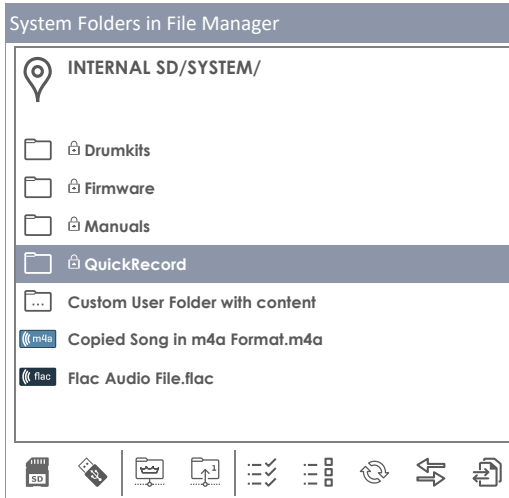 System Folders in File Manager
INTERNAL SD/SYSTEM/
Drumkits
Firmware
Manuals
QuickRecord
... Custom User Folder with content
m4a Copied Song in m4a Format.m4a
flac Flac Audio File.flac
SD
1